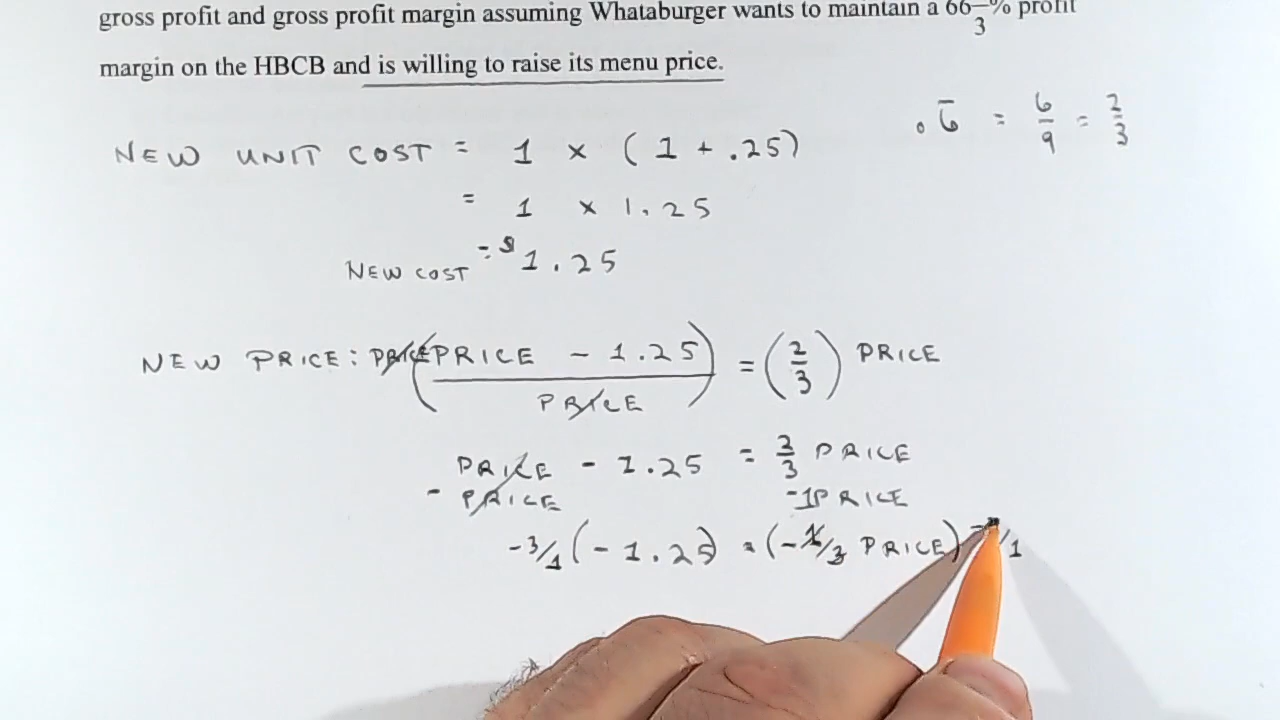 gross profit and gross profit margin assuming Whataburger wants to maintain a 66–/3% profit
margin on the HBCB and is willing to raise its menu price.
.6̅ = 6/9 = 2/3
NEW UNIT COST = 1 × (1 + .25)
= 1 × 1.25
NEW COST = $1.25
NEW PRICE: PRICE (PRICE - 1.25 / PRICE) = (2/3) PRICE
PRICE - 1.25 = 2/3 PRICE
- PRICE -1PRICE
-3/1 (-1.25) = (-1/3 PRICE) - /1